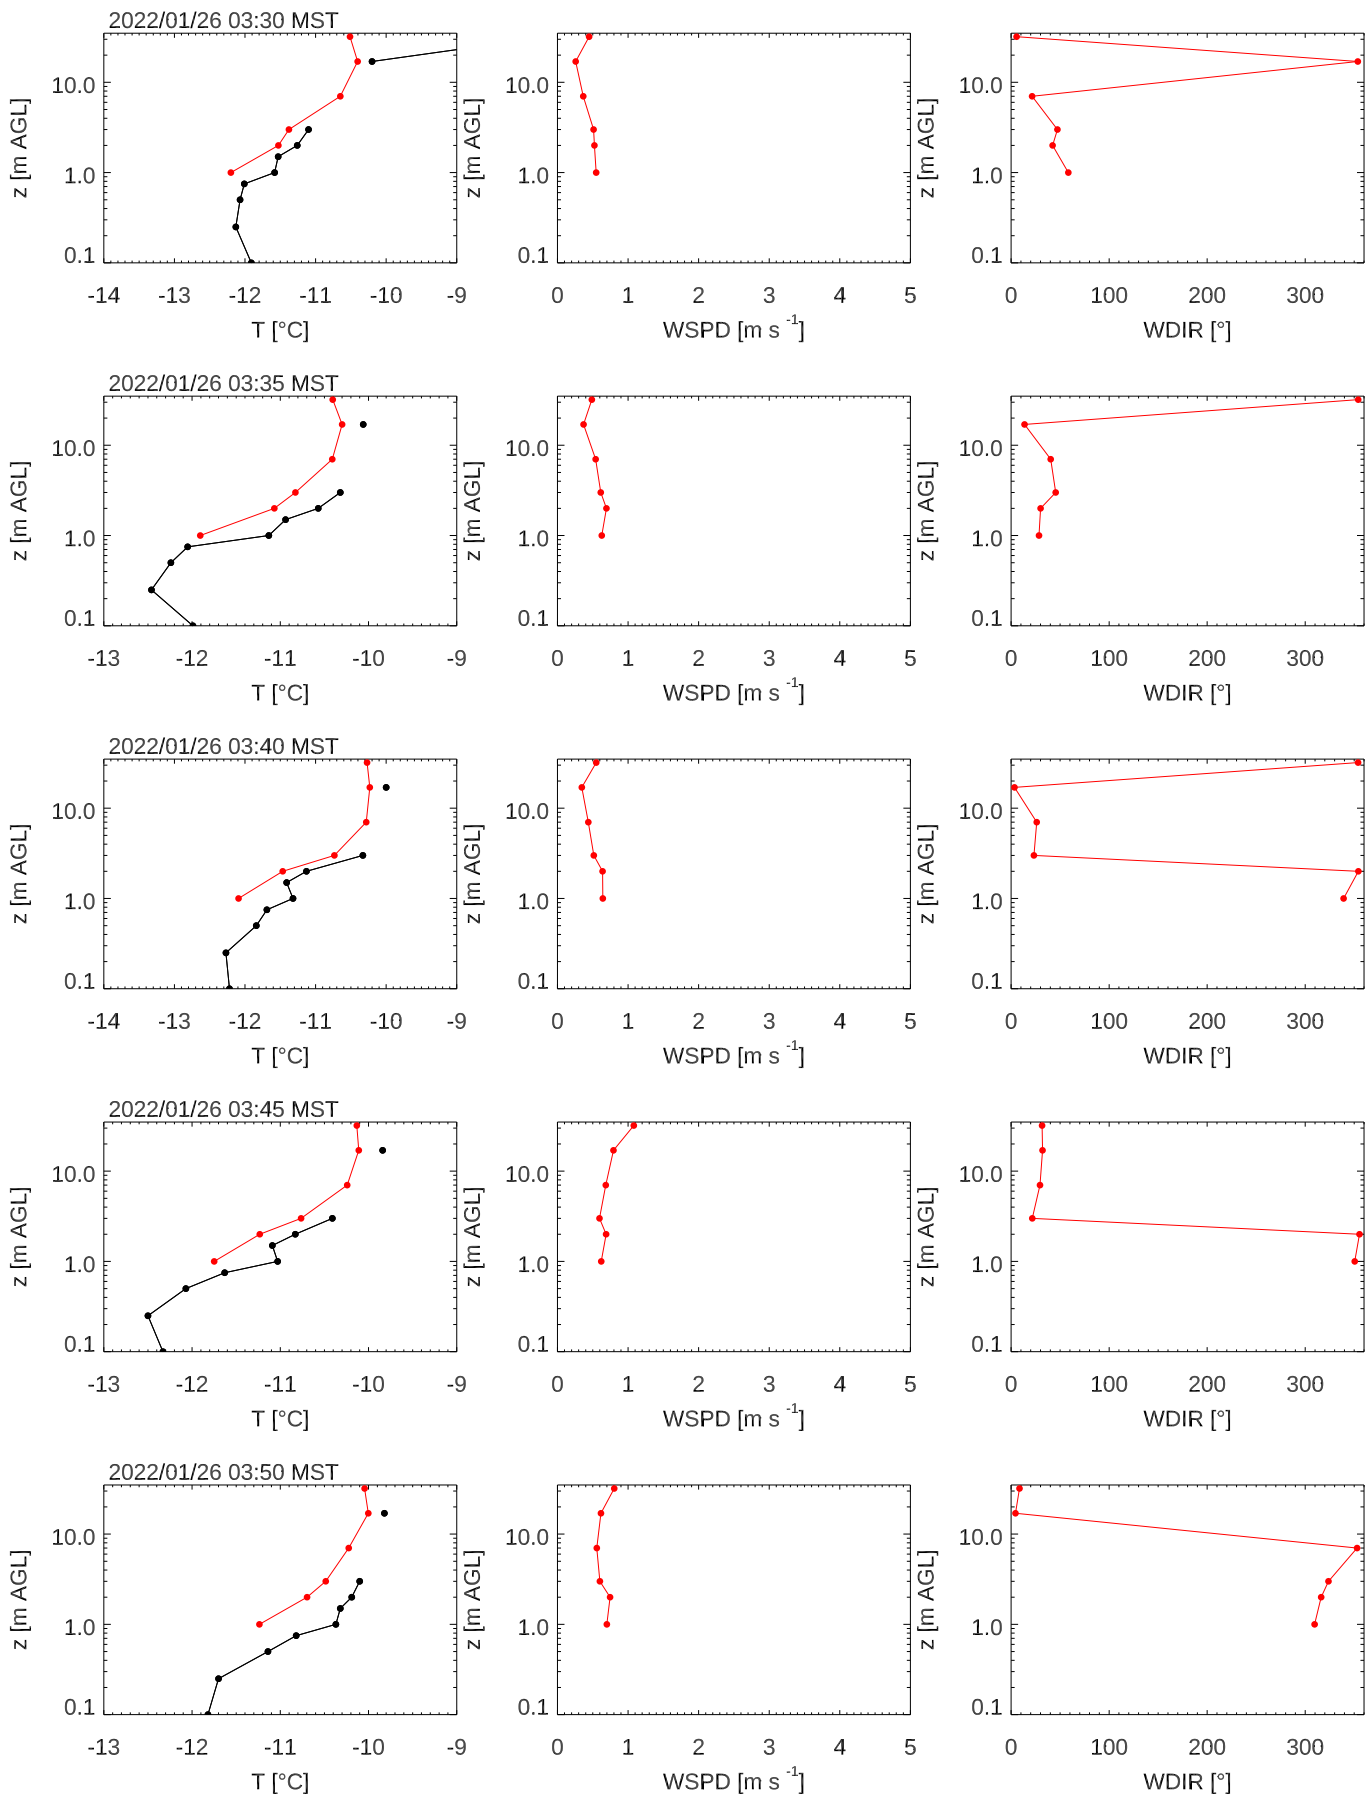 2022/01/26 03:30 MST
z [m AGL] 10.0 1.0 0.1
z [m AGL] 10.0 1.0 0.1
z [m AGL] 10.0 1.0 0.1
-14 -13 -12 -11 -10 -9 0 1 2 3 4 5 0 100 200 300
T [°C] WSPD [m s -1] WDIR [°]
2022/01/26 03:35 MST
z [m AGL] 10.0 1.0 0.1
z [m AGL] 10.0 1.0 0.1
z [m AGL] 10.0 1.0 0.1
-13 -12 -11 -10 -9 0 1 2 3 4 5 0 100 200 300
T [°C] WSPD [m s -1] WDIR [°]
2022/01/26 03:40 MST
z [m AGL] 10.0 1.0 0.1
z [m AGL] 10.0 1.0 0.1
z [m AGL] 10.0 1.0 0.1
-14 -13 -12 -11 -10 -9 0 1 2 3 4 5 0 100 200 300
T [°C] WSPD [m s -1] WDIR [°]
2022/01/26 03:45 MST
z [m AGL] 10.0 1.0 0.1
z [m AGL] 10.0 1.0 0.1
z [m AGL] 10.0 1.0 0.1
-13 -12 -11 -10 -9 0 1 2 3 4 5 0 100 200 300
T [°C] WSPD [m s -1] WDIR [°]
2022/01/26 03:50 MST
z [m AGL] 10.0 1.0 0.1
z [m AGL] 10.0 1.0 0.1
z [m AGL] 10.0 1.0 0.1
-13 -12 -11 -10 -9 0 1 2 3 4 5 0 100 200 300
T [°C] WSPD [m s -1] WDIR [°]